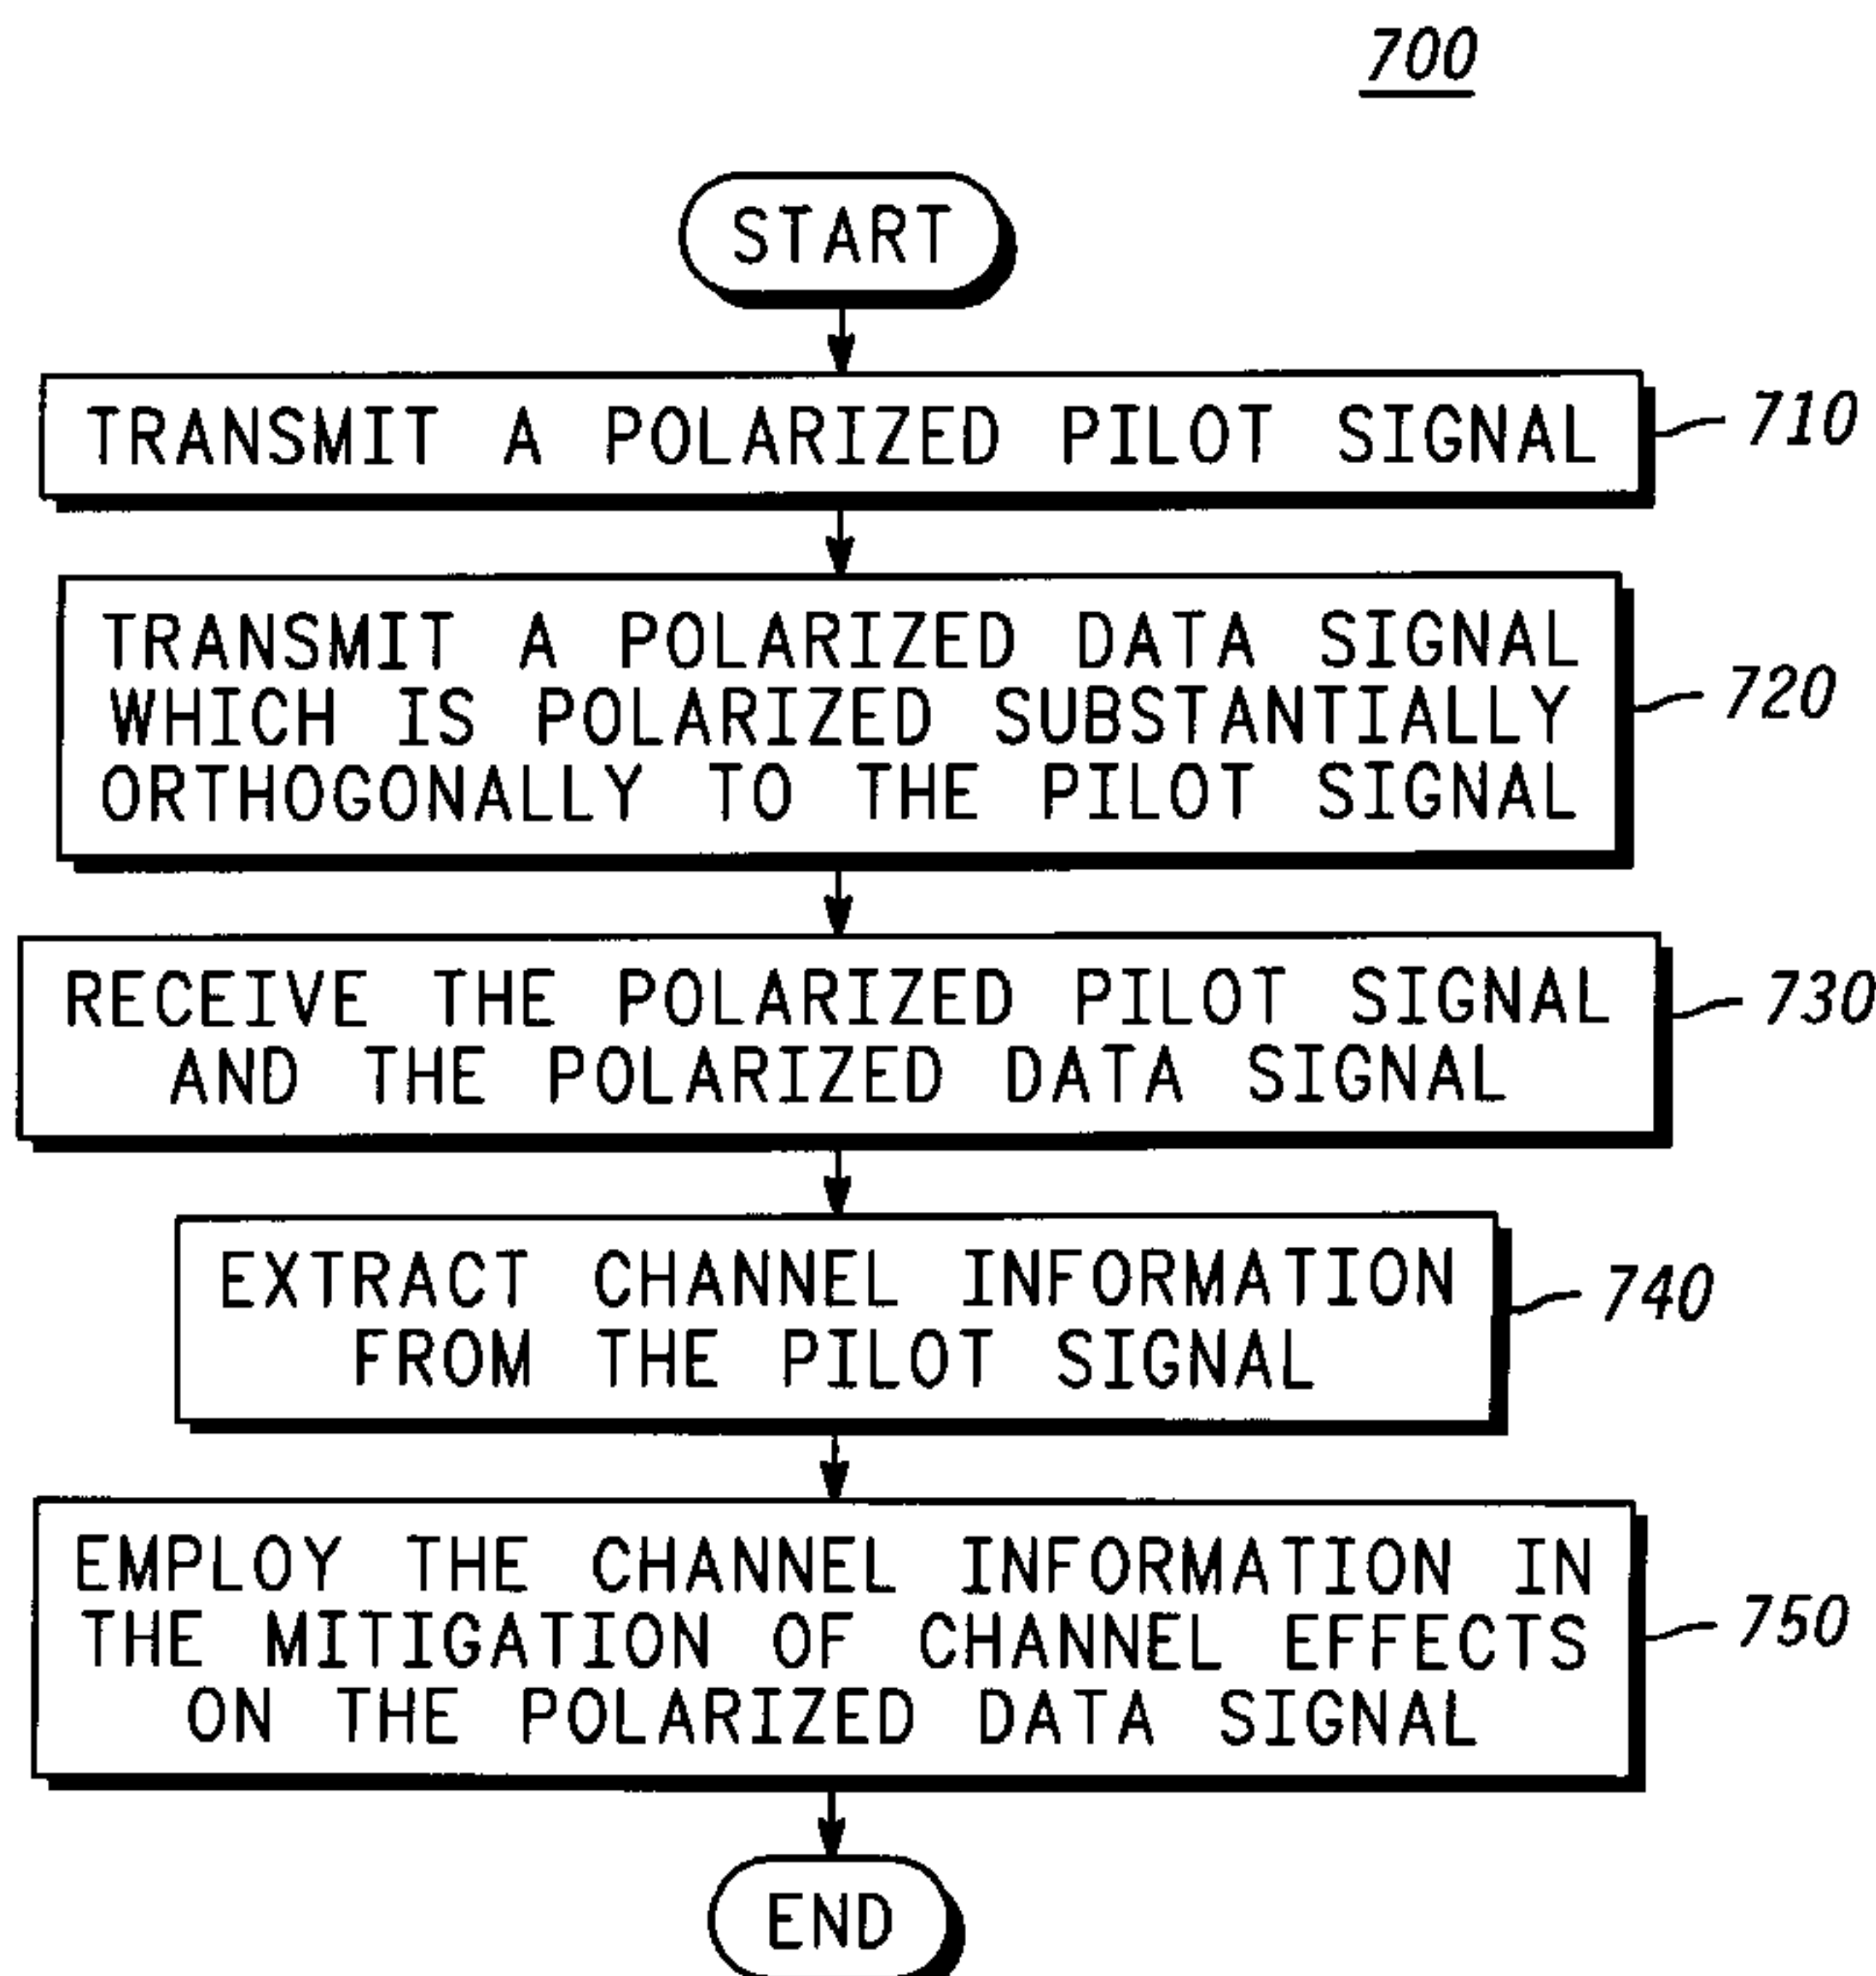 700
START
TRANSMIT A POLARIZED PILOT SIGNAL
710
TRANSMIT A POLARIZED DATA SIGNAL
WHICH IS POLARIZED SUBSTANTIALLY
ORTHOGONALLY TO THE PILOT SIGNAL
720
RECEIVE THE POLARIZED PILOT SIGNAL
AND THE POLARIZED DATA SIGNAL
730
EXTRACT CHANNEL INFORMATION
FROM THE PILOT SIGNAL
740
EMPLOY THE CHANNEL INFORMATION IN
THE MITIGATION OF CHANNEL EFFECTS
ON THE POLARIZED DATA SIGNAL
750
END